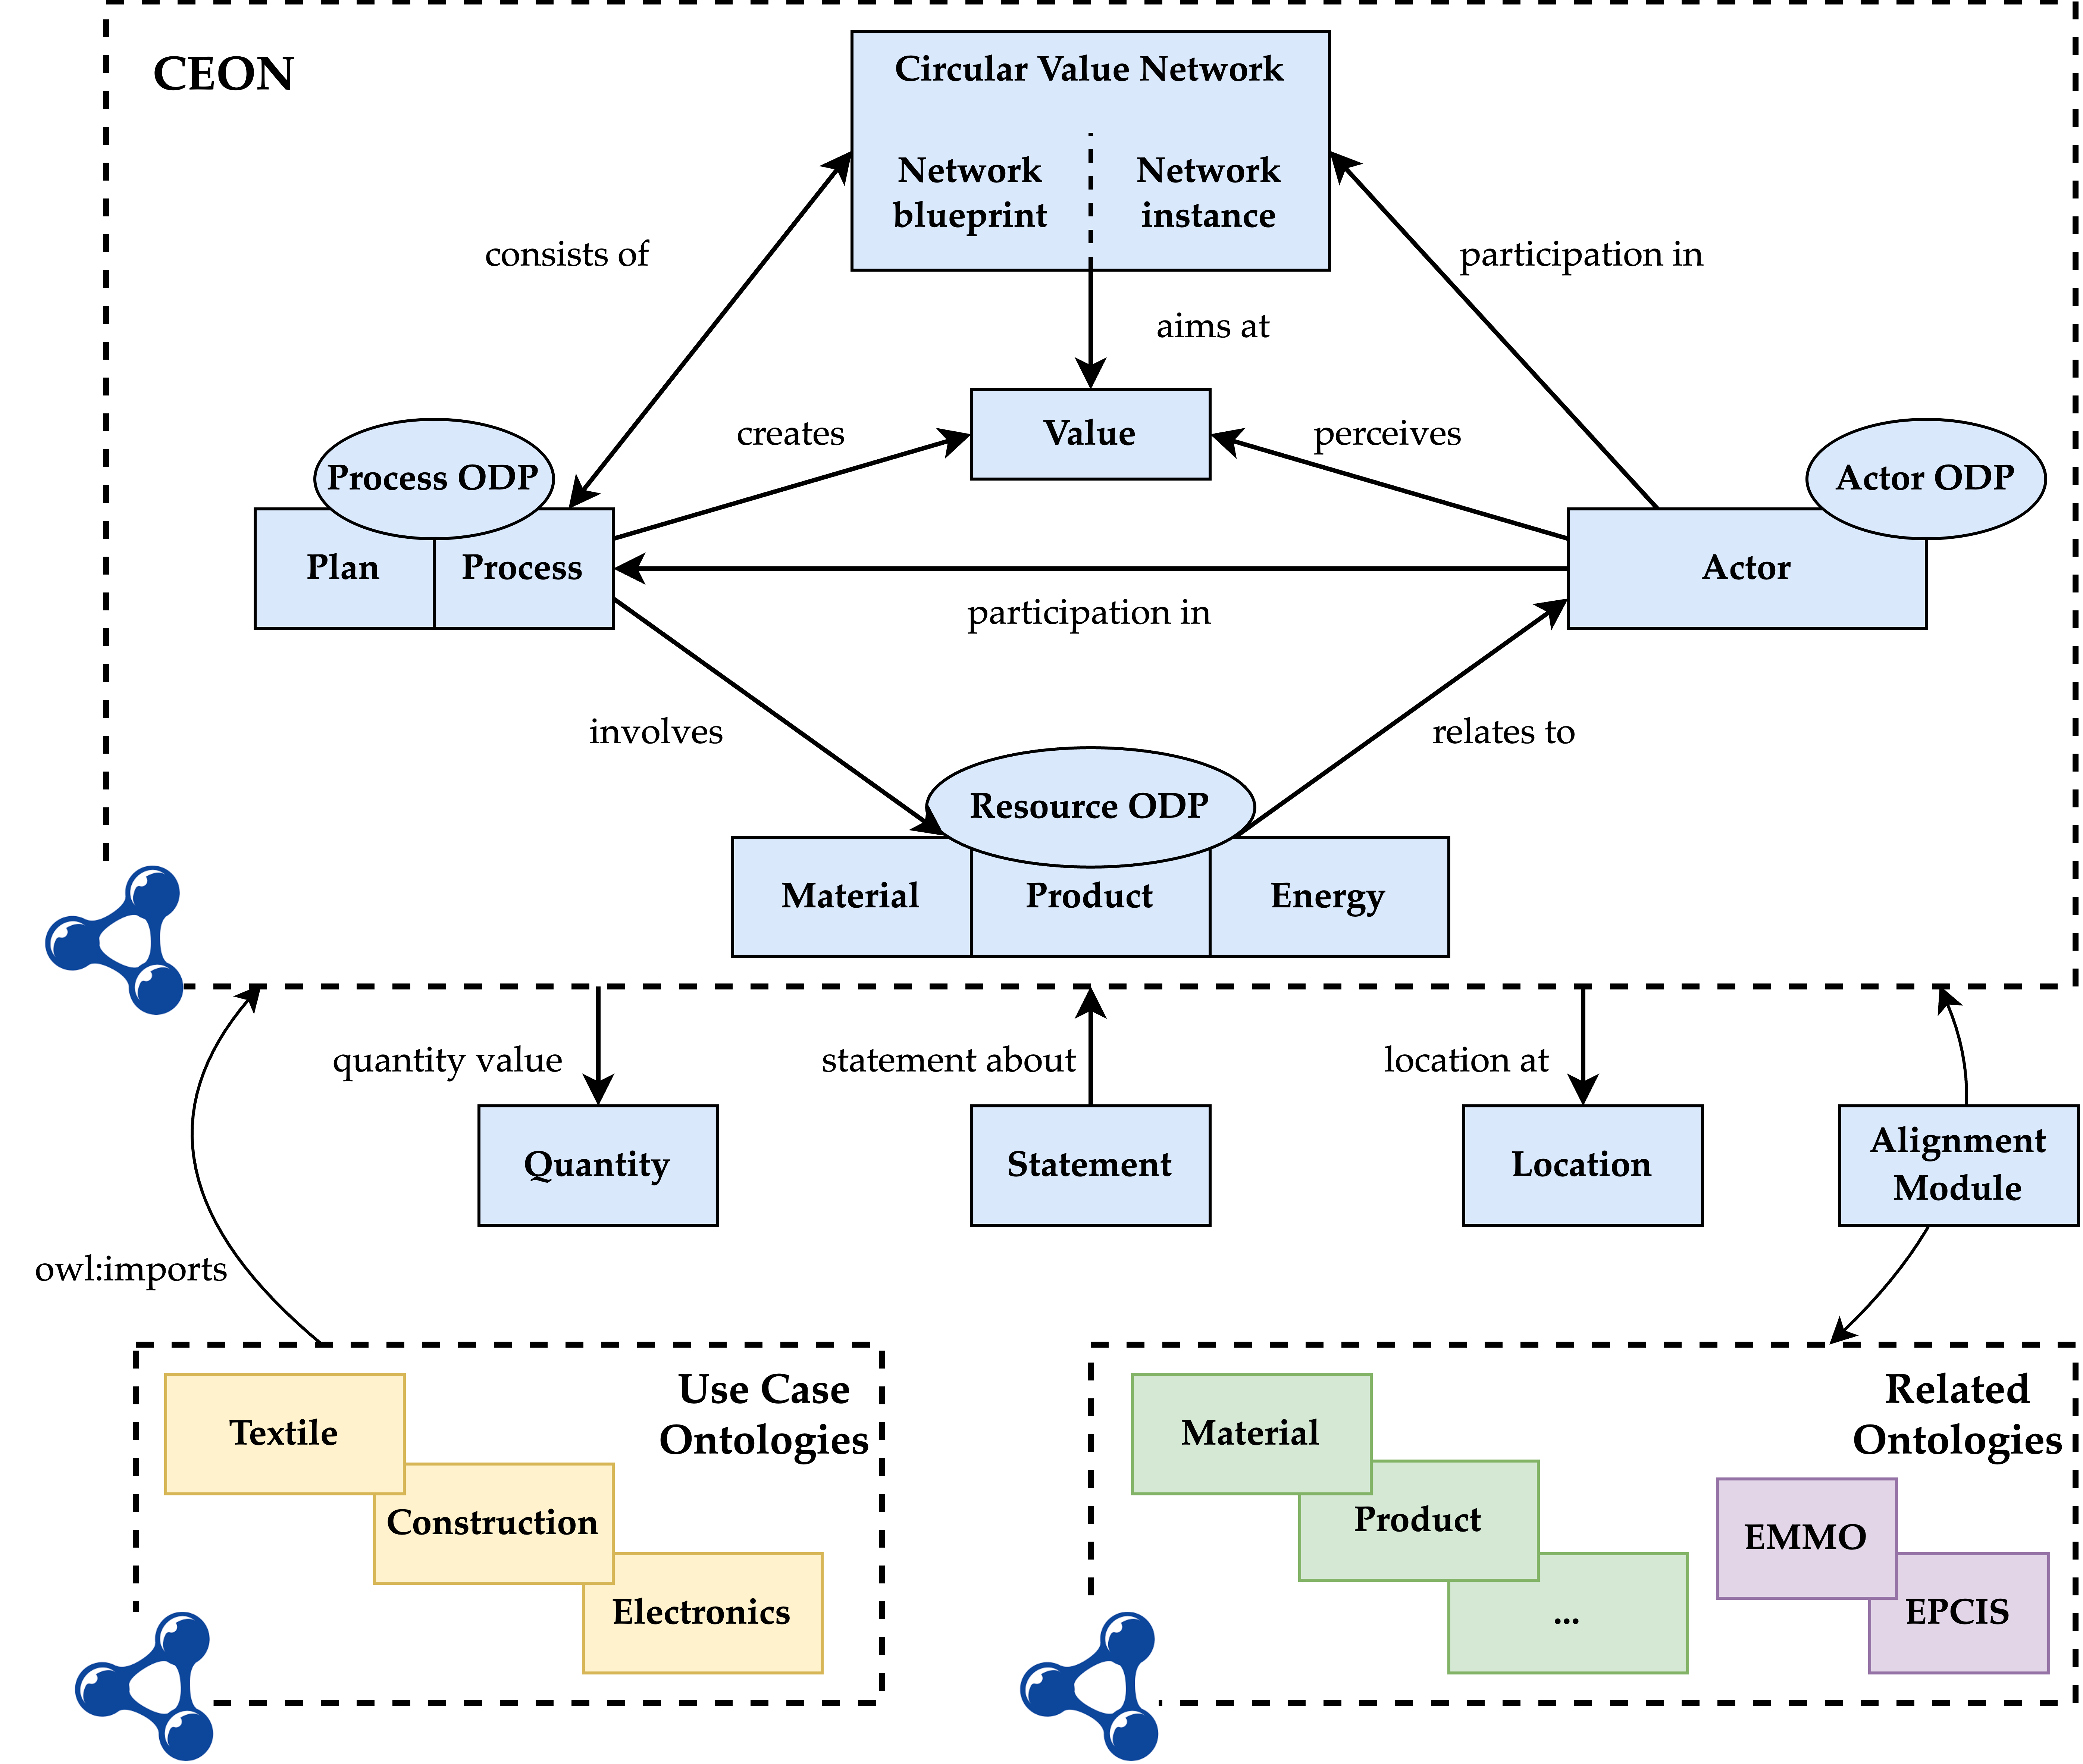 CEON
Circular Value Network
Network
blueprint
Network
instance
consists of
participation in
aims at
creates
Value
perceives
Process ODP
Actor ODP
Plan
Process
Actor
participation in
involves
relates to
Resource ODP
Material
Product
Energy
quantity value
statement about
location at
Quantity
Statement
Location
Alignment
Module
owl:imports
Use Case
Ontologies
Textile
Construction
Electronics
Related
Ontologies
Material
Product
...
EMMO
EPCIS